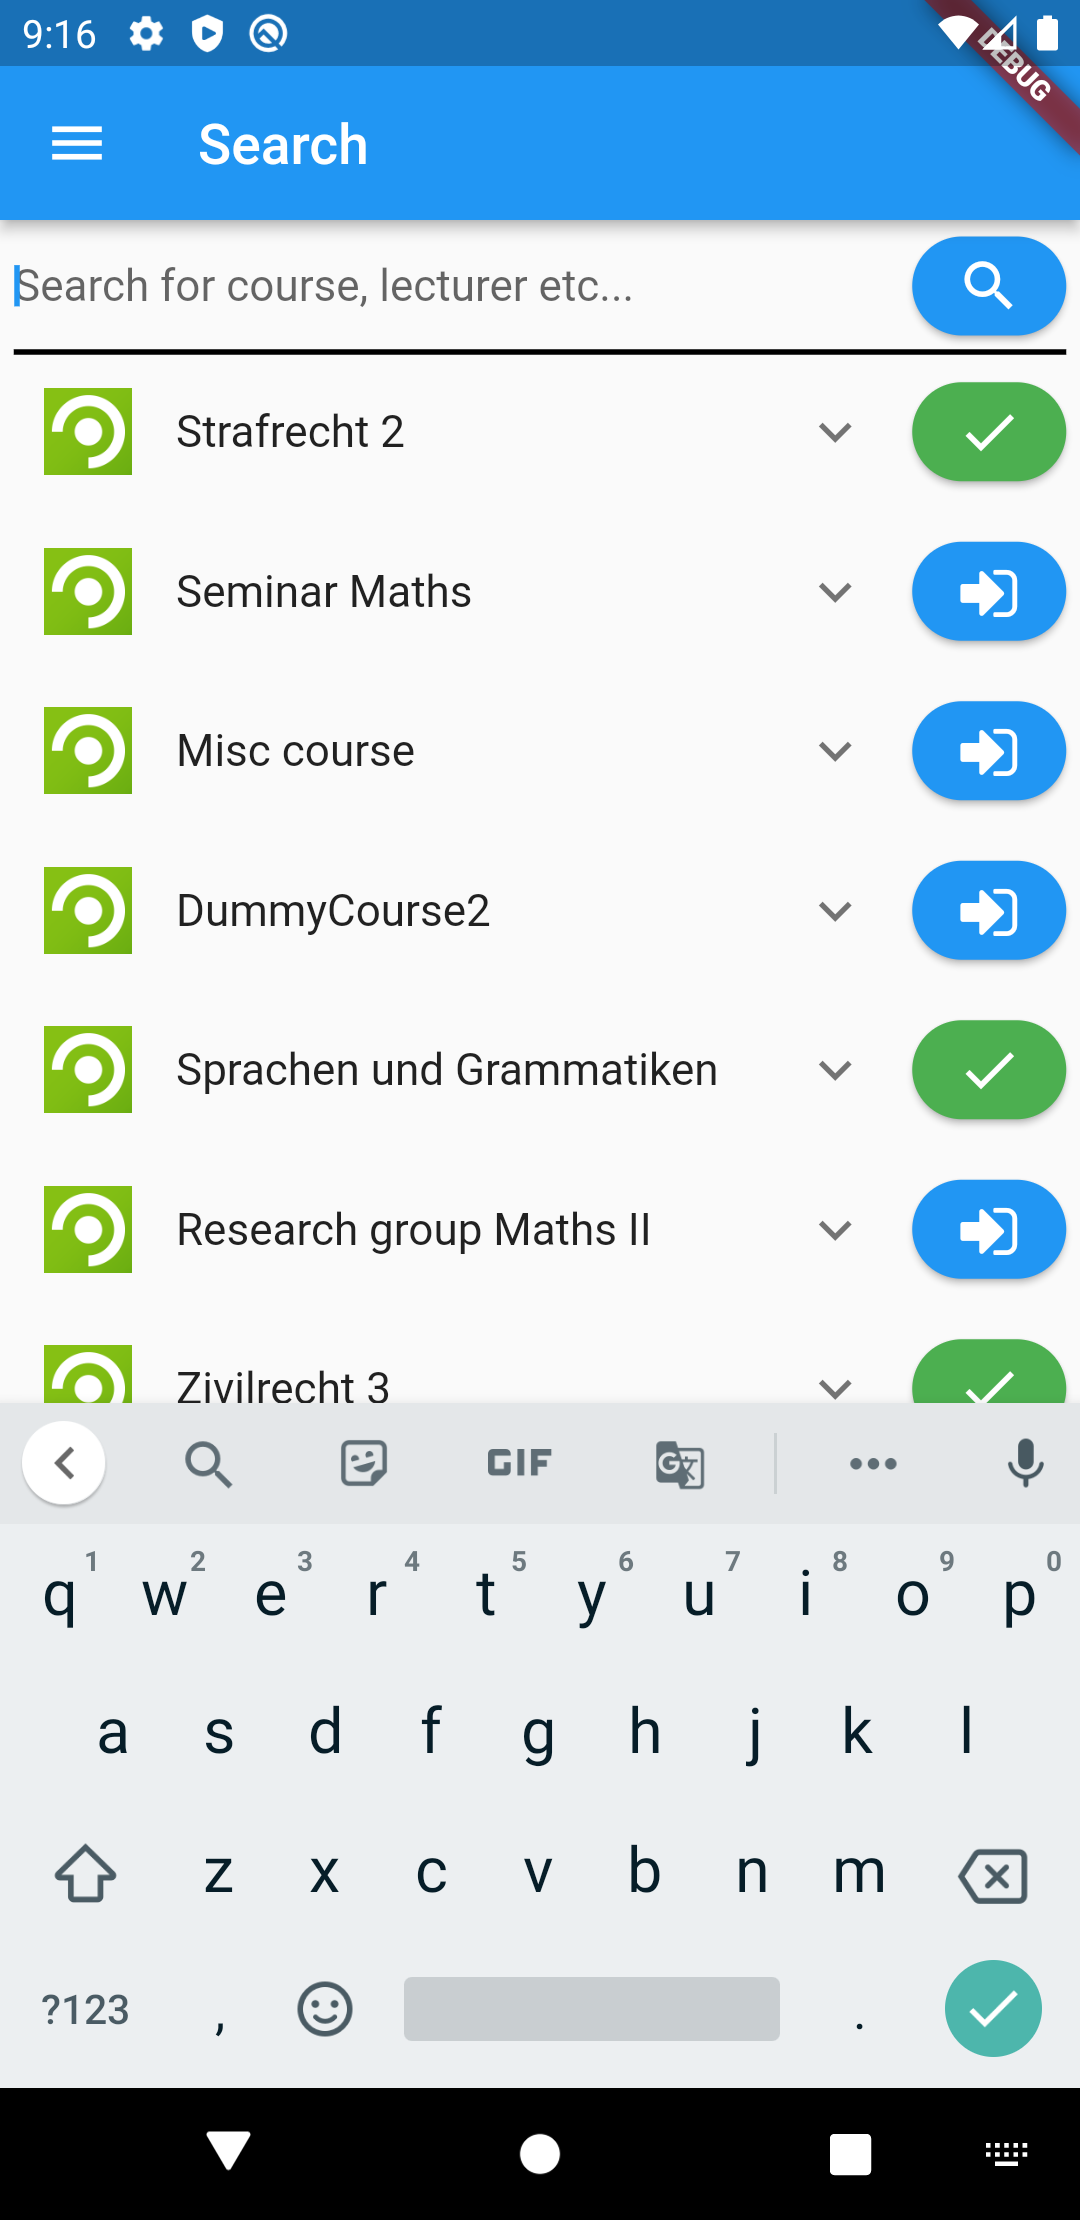 9:16
DEBUG
Search
Search for course, lecturer etc...
Strafrecht 2
Seminar Maths
Misc course
DummyCourse2
Sprachen und Grammatiken
Research group Maths II
Zivilrecht 3
GIF
G
1 2 3 4 5 6 7 8 9 0
q w e r t y u i o p
a s d f g h j k l
z x c v b n m
?123 , .